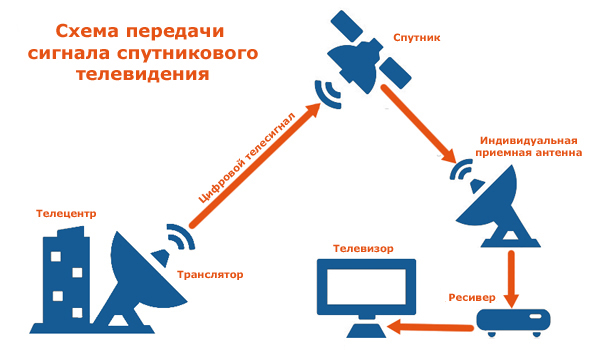 Схема передачи
сигнала спутникового
телевидения
Спутник
Цифровой телесигнал
Индивидуальная
приемная антенна
Телецентр
Транслятор
Телевизор
Ресивер